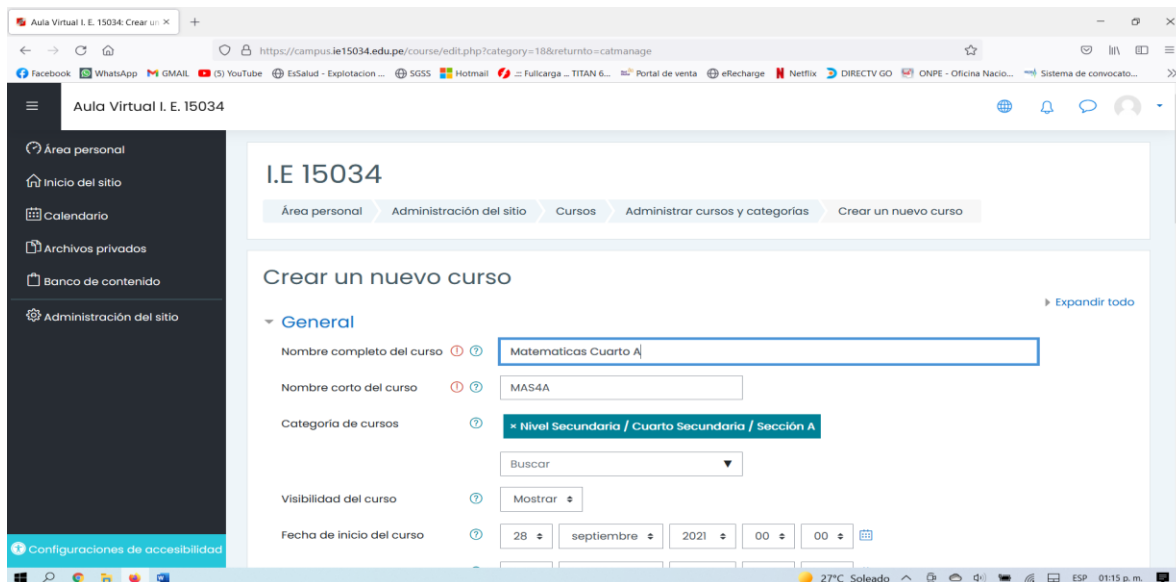 Aula Virtual I. E. 15034: Crear un
https://campus.ie15034.edu.pe/course/edit.php?category=18&returnto=catmanage
Facebook WhatsApp GMAIL (5) YouTube EsSalud - Explotacion ... SGSS Hotmail .:: Fullcarga ... TITAN 6... Portal de venta eRecharge Netflix DIRECTV GO ONPE - Oficina Nacio... Sistema de convocato...
Aula Virtual I. E. 15034
Área personal
Inicio del sitio
Calendario
Archivos privados
Banco de contenido
Administración del sitio
Configuraciones de accesibilidad
I.E 15034
Área personal Administración del sitio Cursos Administrar cursos y categorías Crear un nuevo curso
Crear un nuevo curso
Expandir todo
General
Nombre completo del curso Matematicas Cuarto A
Nombre corto del curso MAS4A
Categoría de cursos × Nivel Secundaria / Cuarto Secundaria / Sección A
Buscar
Visibilidad del curso Mostrar
Fecha de inicio del curso 28 septiembre 2021 00 00
27°C Soleado ESP 01:15 p. m.